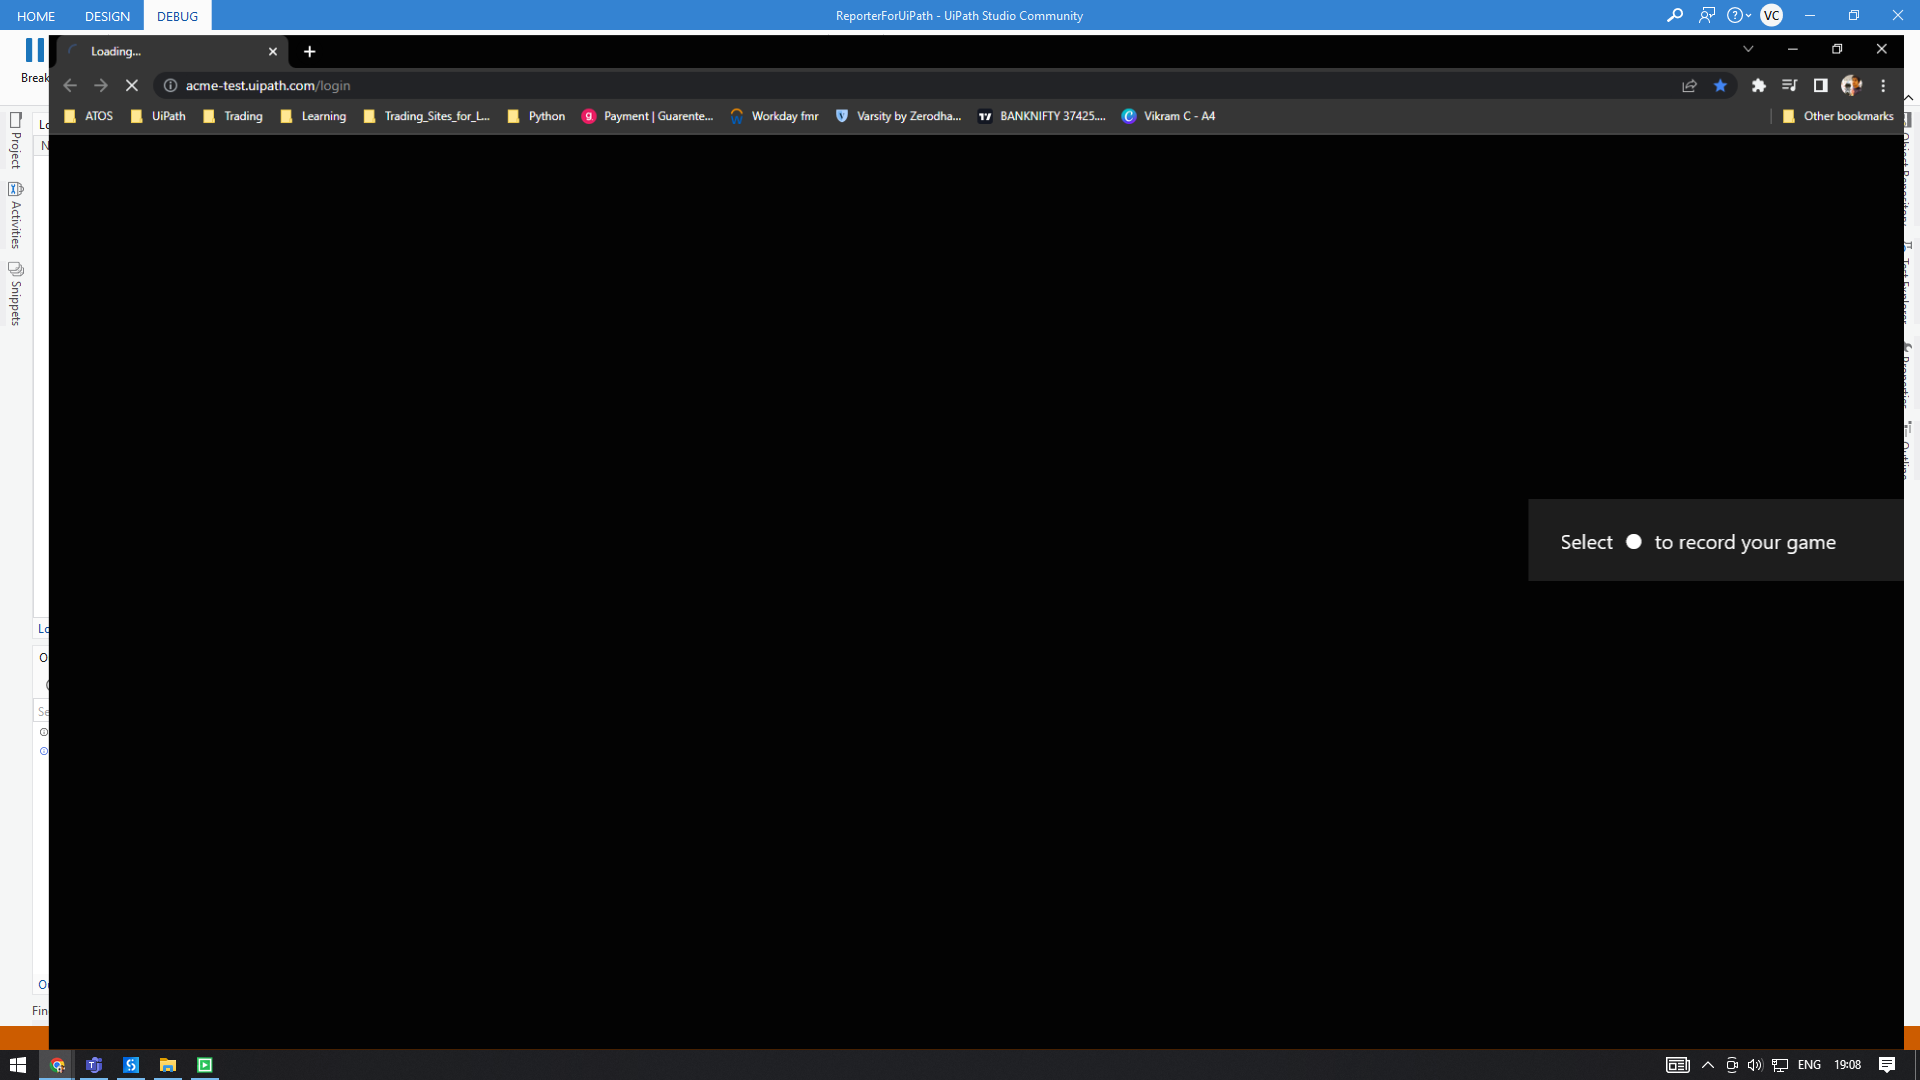 HOME DESIGN DEBUG
ReporterForUiPath - UiPath Studio Community
VC
Break
Loading...
acme-test.uipath.com/login
ATOS UiPath Trading Learning Trading_Sites_for_L... Python Payment | Guarente... Workday fmr Varsity by Zerodha... BANKNIFTY 37425.... Vikram C - A4 Other bookmarks
Project
Activities
Snippets
Select to record your game
Lo
N
Lo
O
Se
Fin
ENG 19:08